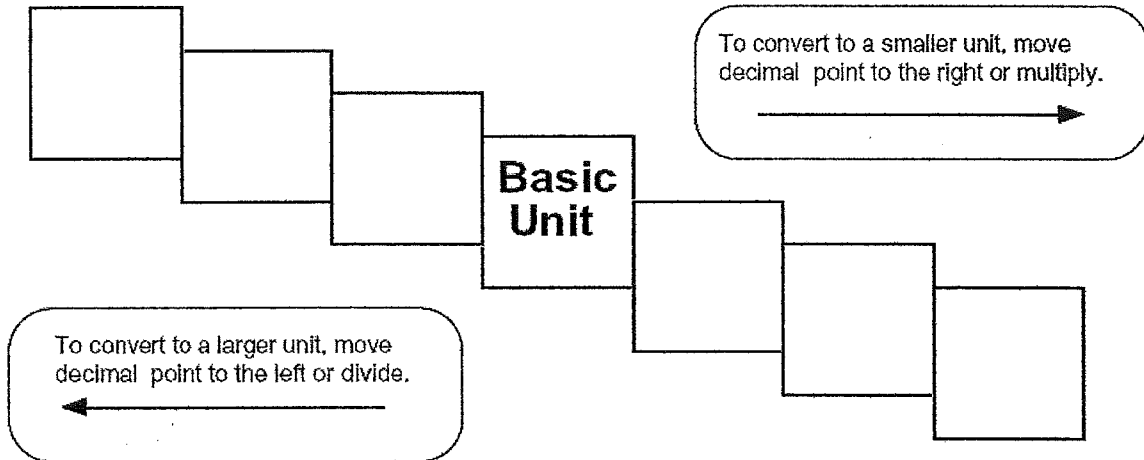 To convert to a smaller unit, move
decimal point to the right or multiply.
Basic
Unit
To convert to a larger unit, move
decimal point to the left or divide.